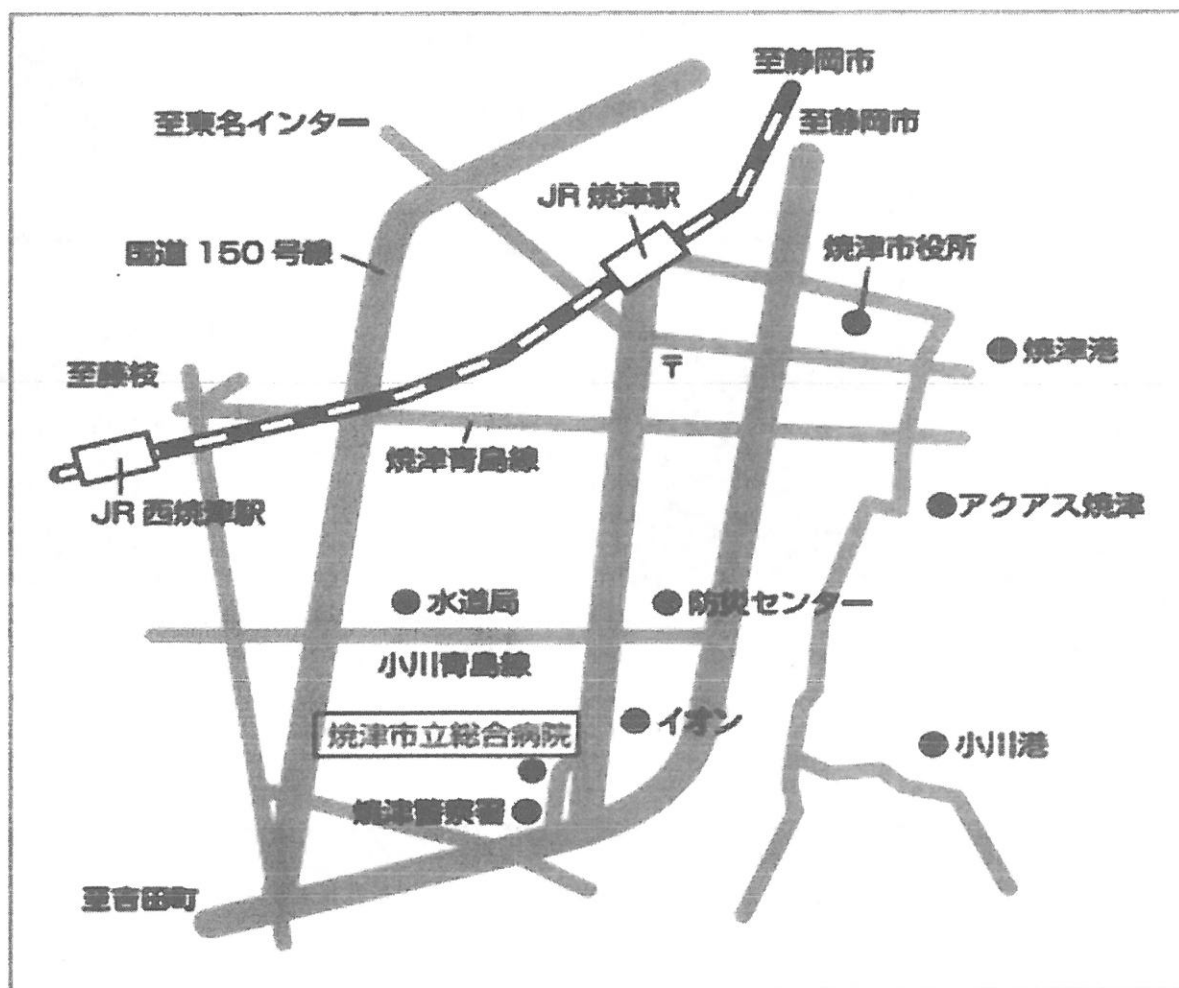 至静岡市
至東名インター
至静岡市
JR 焼津駅
国道 150 号線
焼津市役所
焼津港
至藤枝
〒
焼津青島線
JR 西焼津駅
アクアス焼津
水道局
防災センター
小川青島線
焼津市立総合病院
イオン
小川港
焼津警察署
至吉田町